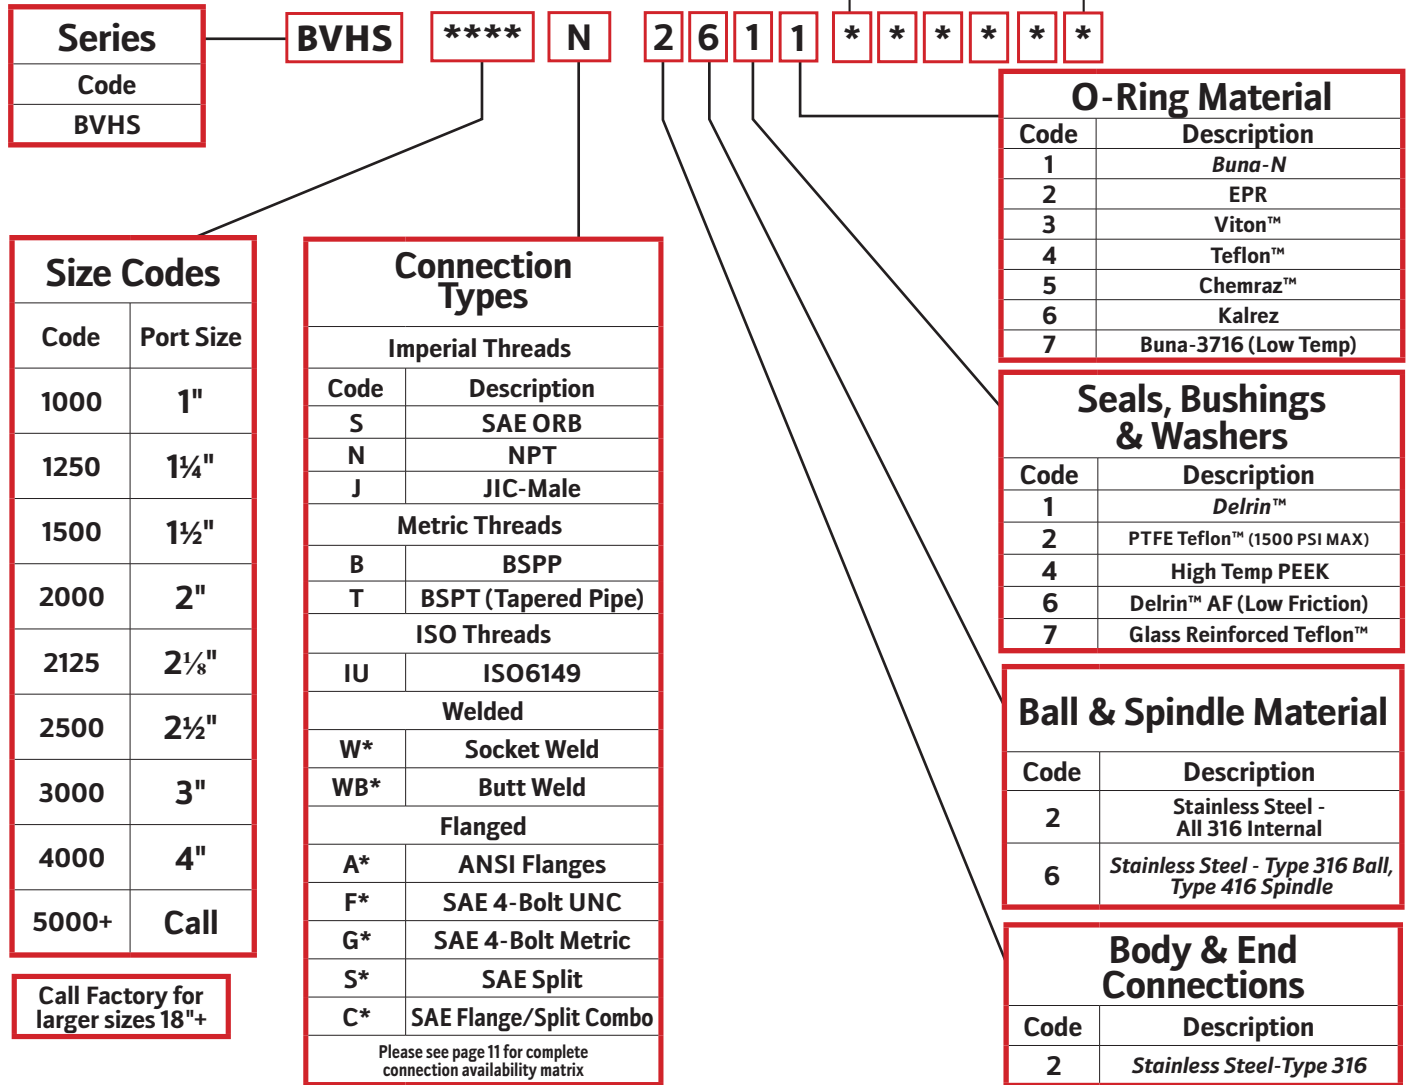 Series
Code
BVHS
BVHS **** N 2 6 1 1 * * * * * *
Size Codes
Code Port Size
1000 1"
1250 1¼"
1500 1½"
2000 2"
2125 2⅛"
2500 2½"
3000 3"
4000 4"
5000+ Call
Call Factory for
larger sizes 18"+
Connection
Types
Imperial Threads
Code Description
S SAE ORB
N NPT
J JIC-Male
Metric Threads
B BSPP
T BSPT (Tapered Pipe)
ISO Threads
IU ISO6149
Welded
W* Socket Weld
WB* Butt Weld
Flanged
A* ANSI Flanges
F* SAE 4-Bolt UNC
G* SAE 4-Bolt Metric
S* SAE Split
C* SAE Flange/Split Combo
Please see page 11 for complete
connection availability matrix
O-Ring Material
Code Description
1 Buna-N
2 EPR
3 Viton™
4 Teflon™
5 Chemraz™
6 Kalrez
7 Buna-3716 (Low Temp)
Seals, Bushings
& Washers
Code Description
1 Delrin™
2 PTFE Teflon™ (1500 PSI MAX)
4 High Temp PEEK
6 Delrin™ AF (Low Friction)
7 Glass Reinforced Teflon™
Ball & Spindle Material
Code Description
2 Stainless Steel -
All 316 Internal
6 Stainless Steel - Type 316 Ball,
Type 416 Spindle
Body & End
Connections
Code Description
2 Stainless Steel-Type 316